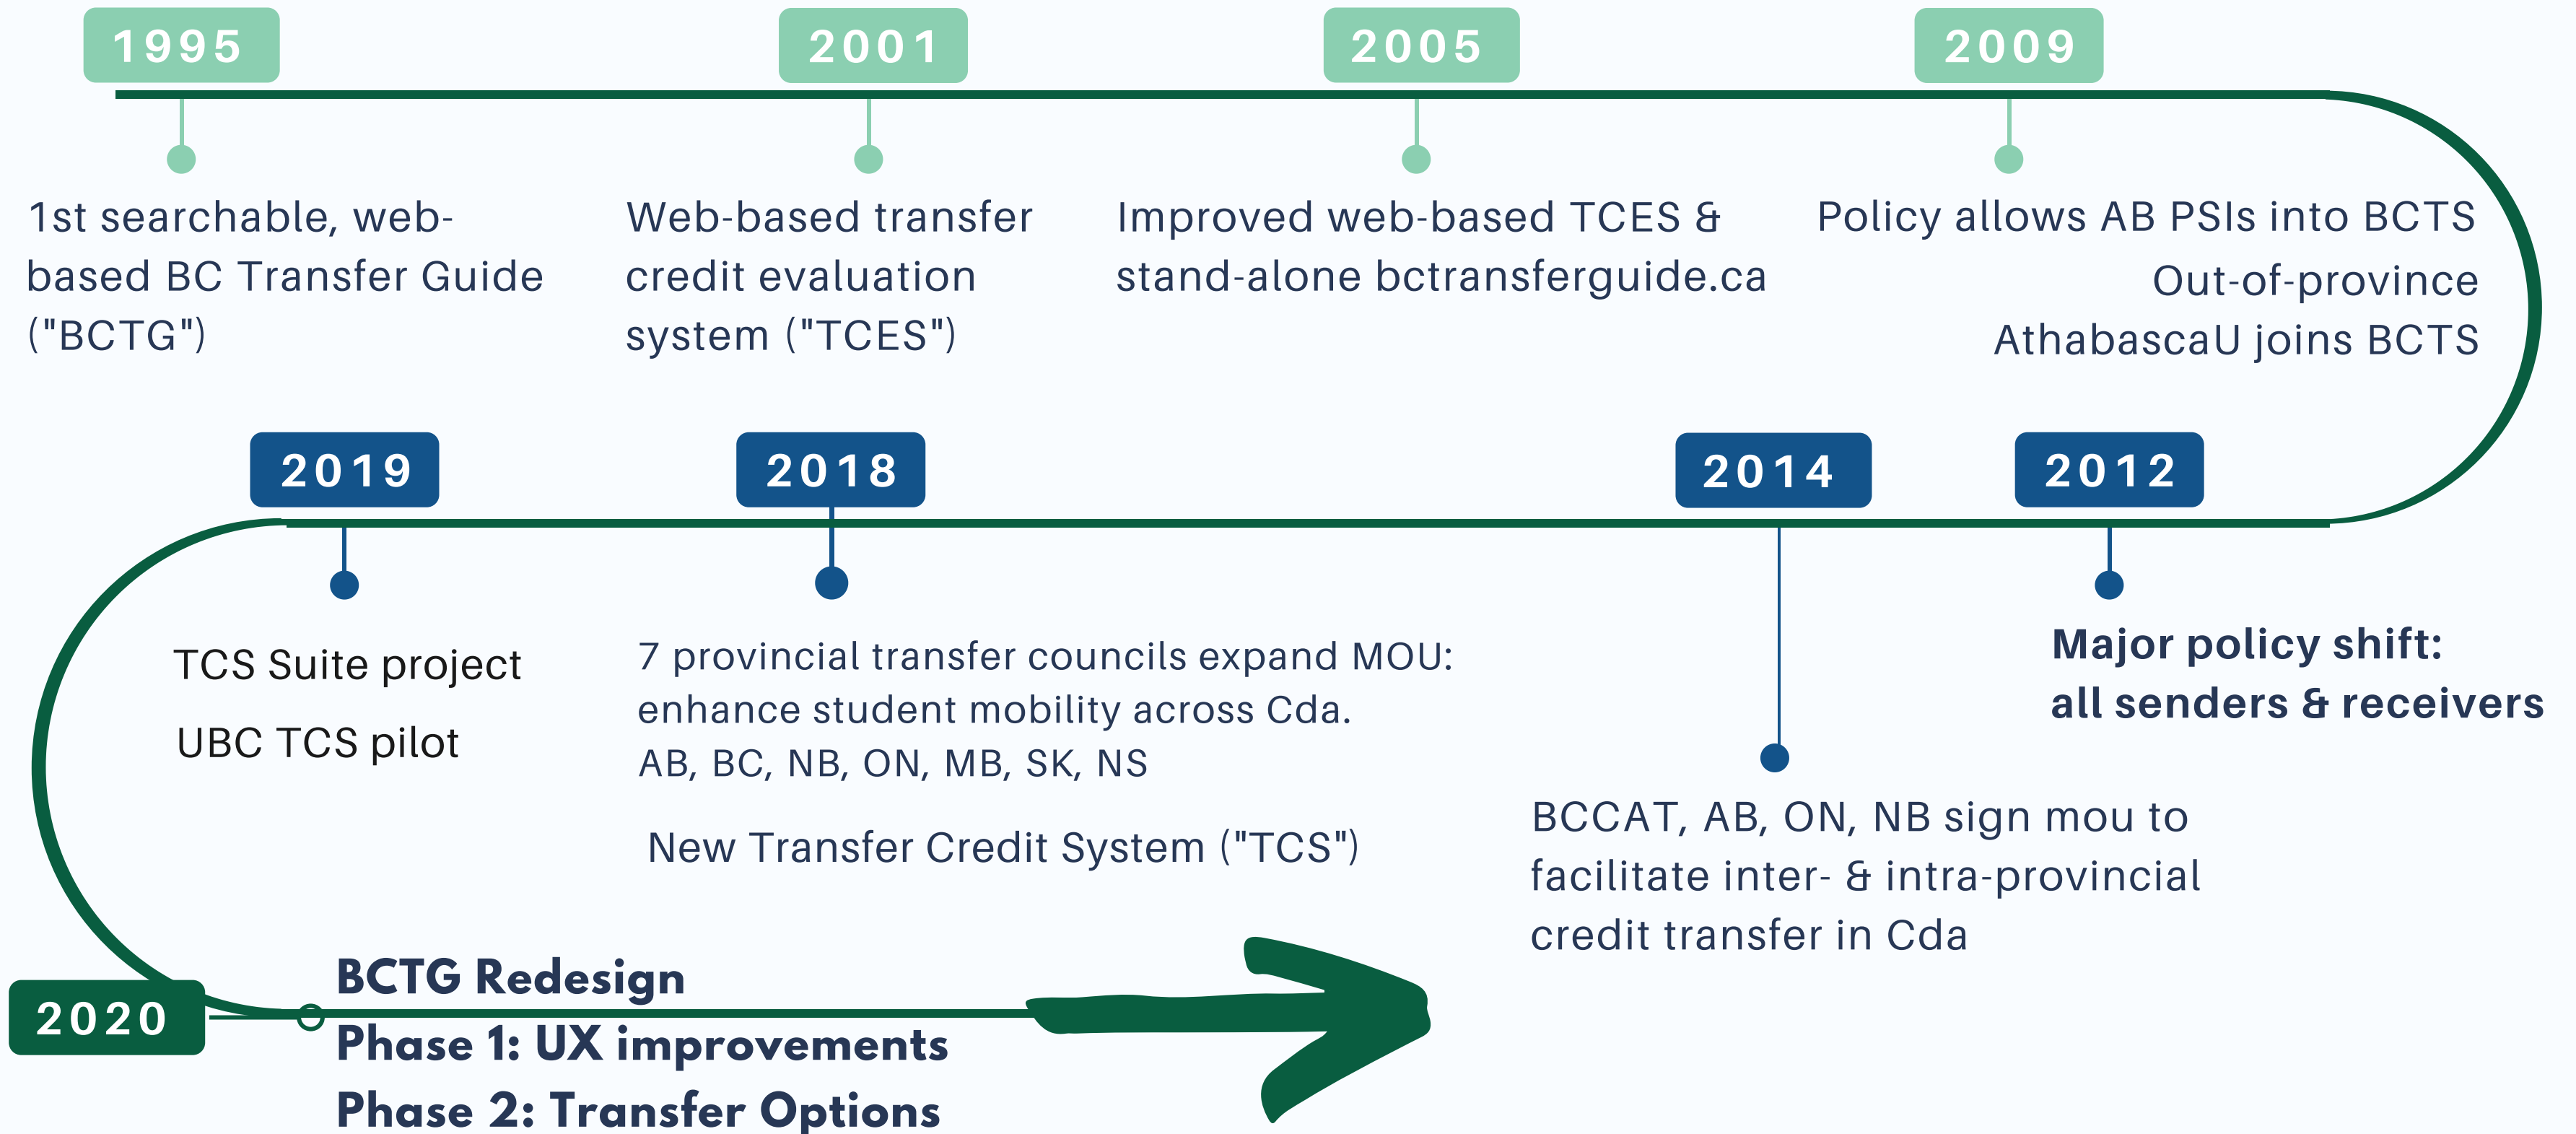 1995
1st searchable, web-
based BC Transfer Guide
("BCTG")
2001
Web-based transfer
credit evaluation
system ("TCES")
2005
Improved web-based TCES &
stand-alone bctransferguide.ca
2009
Policy allows AB PSIs into BCTS
Out-of-province
AthabascaU joins BCTS
2012
Major policy shift:
all senders & receivers
2014
BCCAT, AB, ON, NB sign mou to
facilitate inter- & intra-provincial
credit transfer in Cda
2018
7 provincial transfer councils expand MOU:
enhance student mobility across Cda.
AB, BC, NB, ON, MB, SK, NS
New Transfer Credit System ("TCS")
2019
TCS Suite project
UBC TCS pilot
2020
BCTG Redesign
Phase 1: UX improvements
Phase 2: Transfer Options